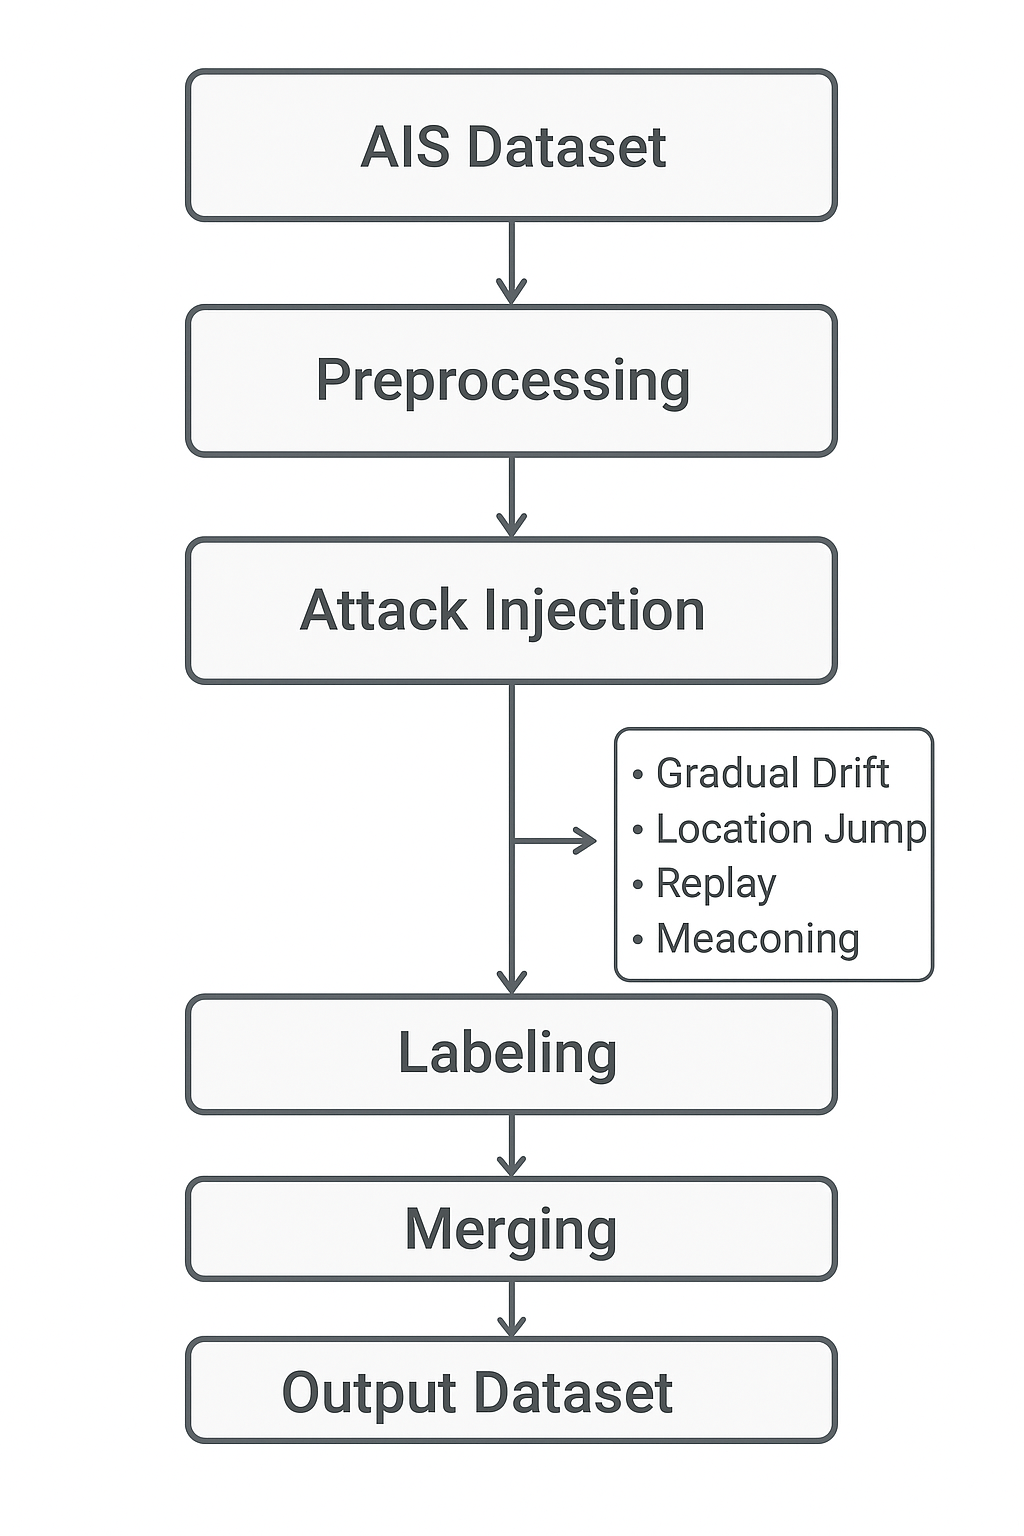 AIS Dataset
Preprocessing
Attack Injection
• Gradual Drift
• Location Jump
• Replay
• Meaconing
Labeling
Merging
Output Dataset